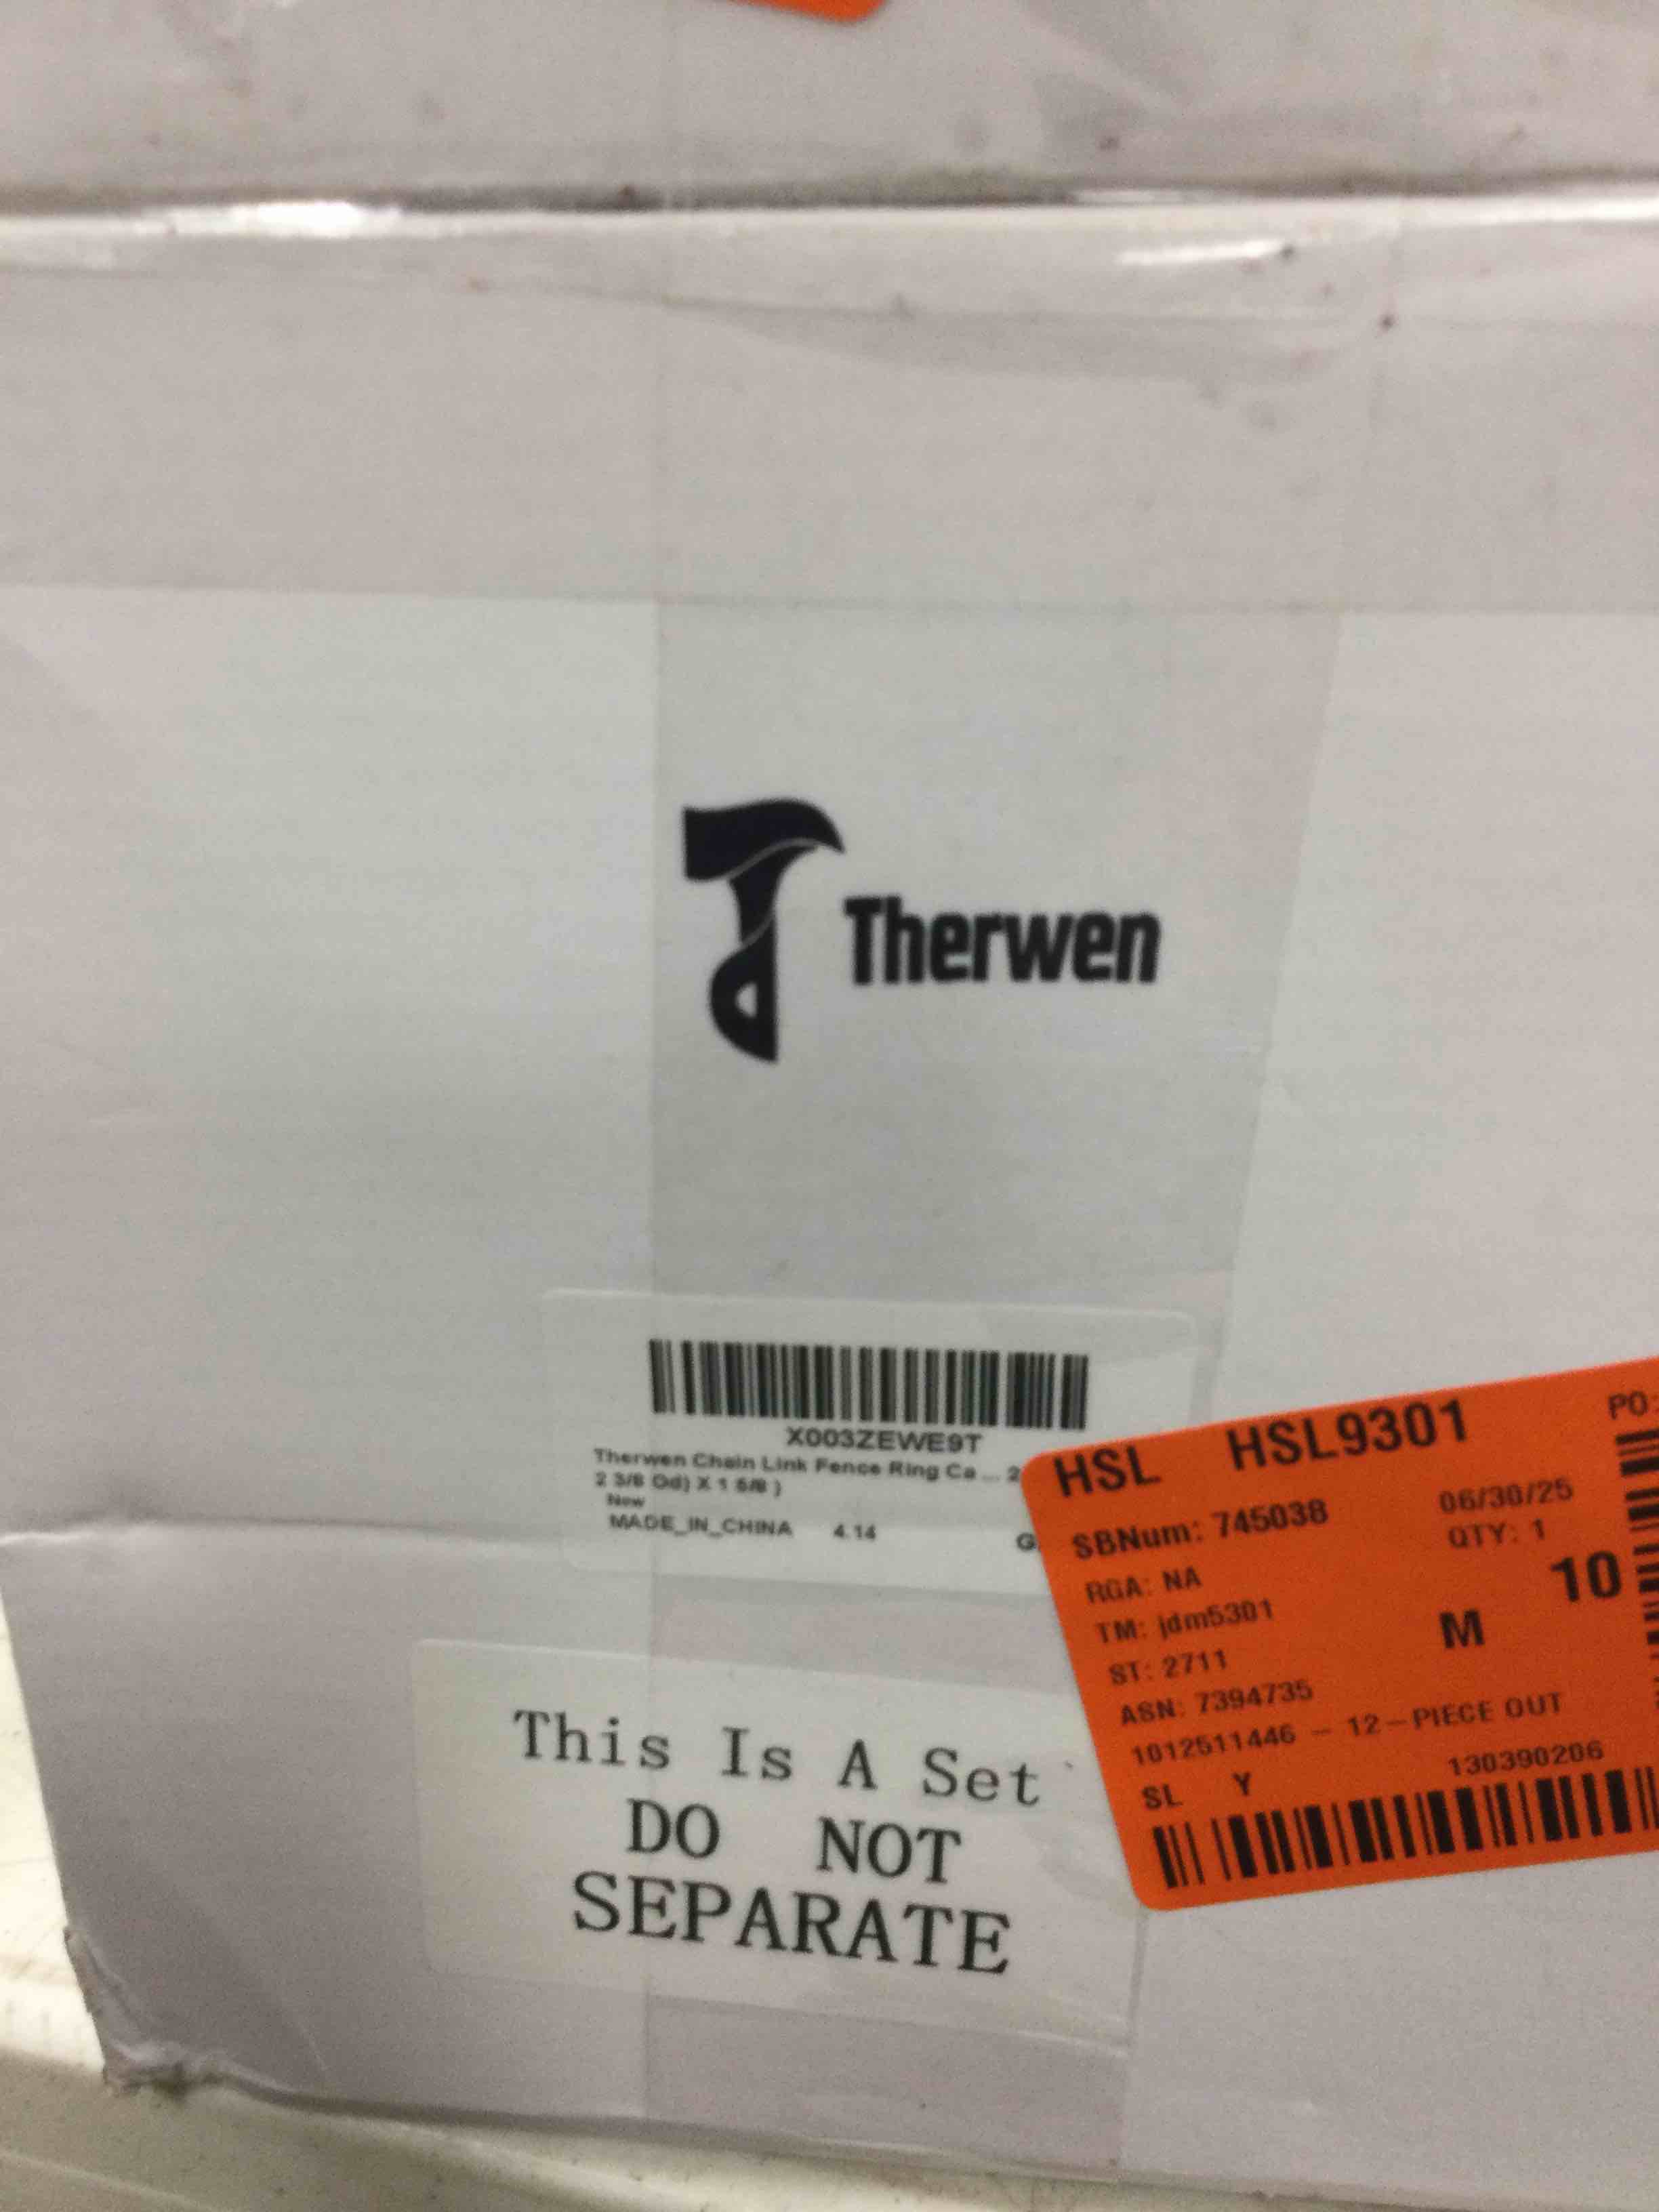 Therwen
X003ZEWE9T
Therwen Chain Link Fence Ring Ca ... 2
2 3/8 Od) X 1 5/8 )
New
MADE_IN_CHINA 4.14 G
This Is A Set
DO NOT
SEPARATE
HSL HSL9301 PO:
SBNum: 745038 06/30/25
QTY: 1
RGA: NA 10
TM: jdm5301 M
ST: 2711
ASN: 7394735
1012511446 - 12-PIECE OUT
SL Y 130390206